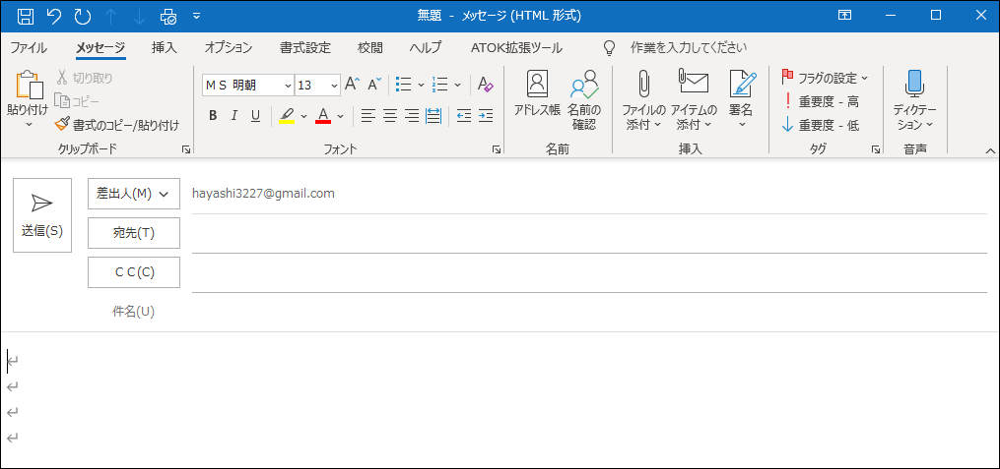 無題 - メッセージ (HTML 形式)
ファイル メッセージ 挿入 オプション 書式設定 校閲 ヘルプ ATOK拡張ツール 作業を入力してください
貼り付け
切り取り
コピー
書式のコピー/貼り付け
クリップボード
ＭＳ 明朝 13
B I U A
フォント
アドレス帳
名前の
確認
名前
ファイルの
添付
アイテムの
添付
署名
挿入
フラグの設定
重要度 - 高
重要度 - 低
タグ
ディクテー
ション
音声
送信(S)
差出人(M) hayashi3227@gmail.com
宛先(T)
ＣＣ(C)
件名(U)